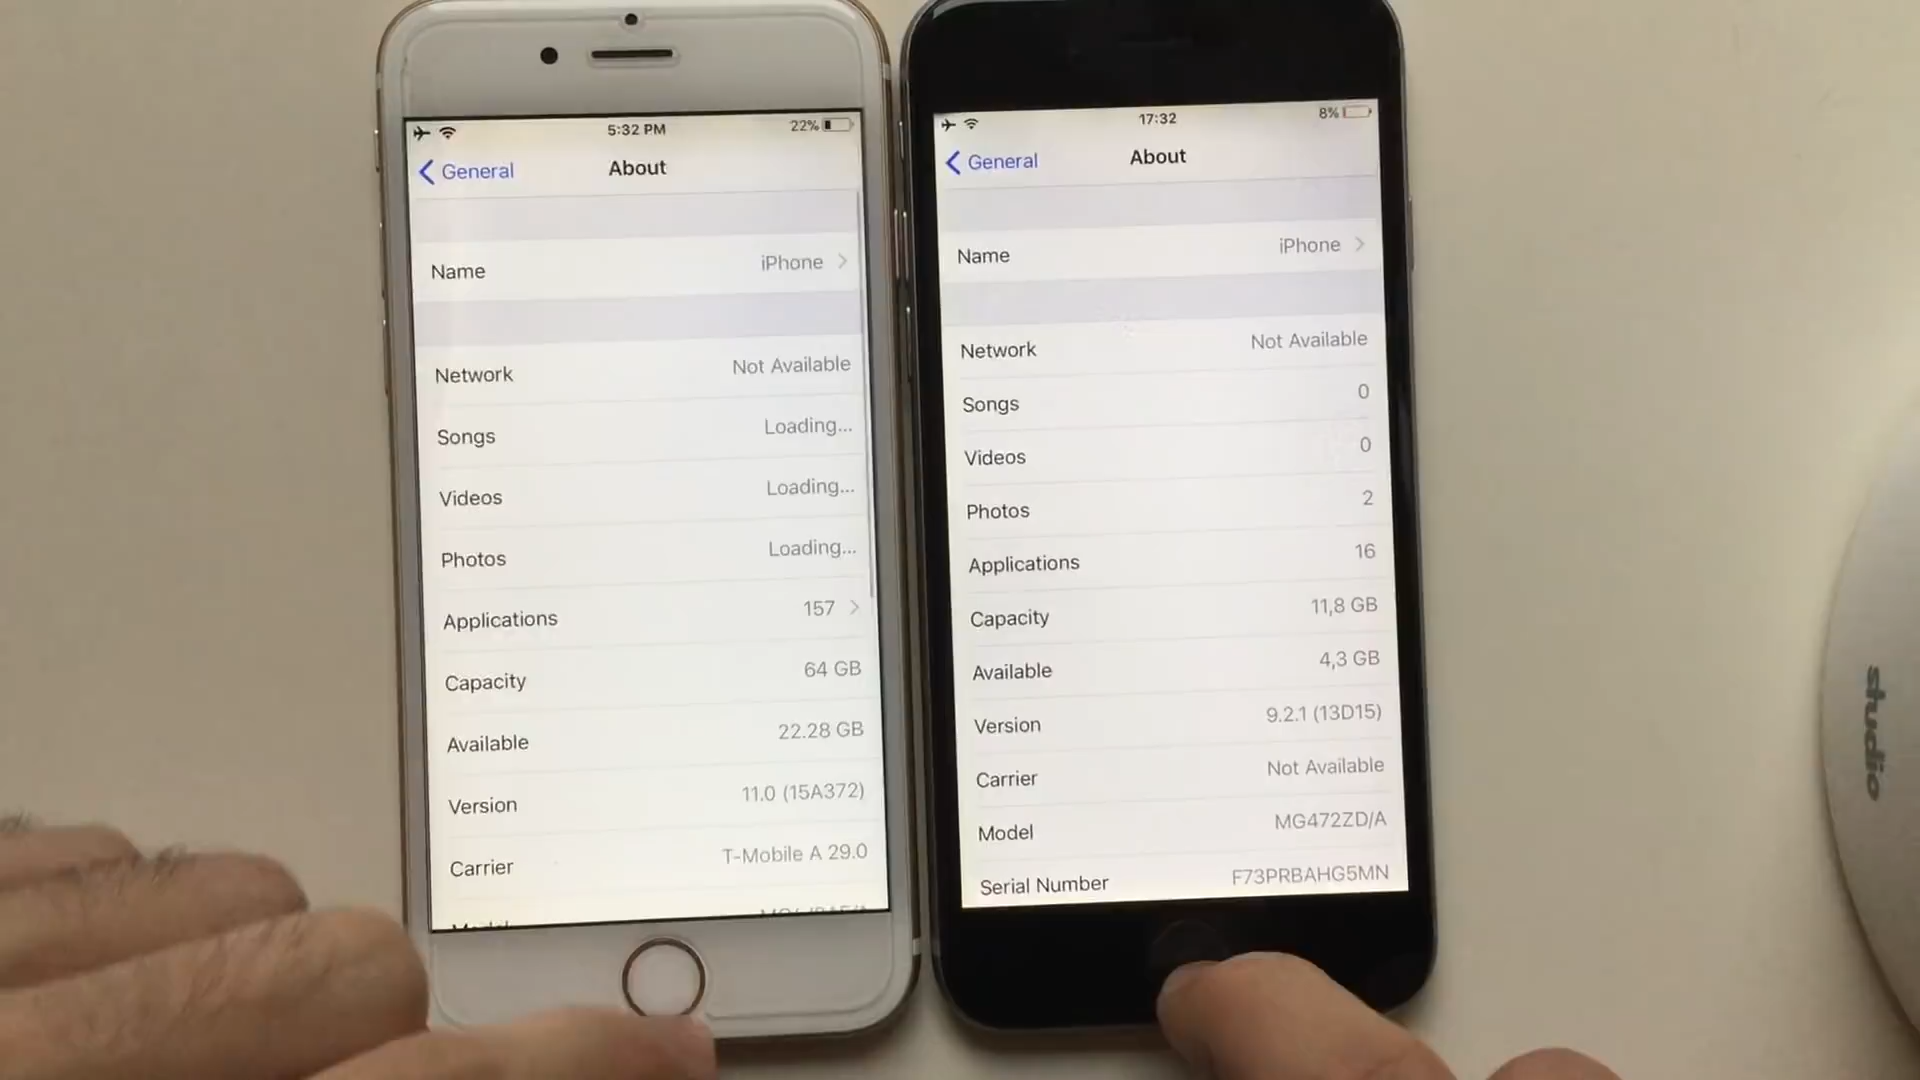 5:32 PM
22%
General
About
Name
iPhone
Network
Not Available
Songs
Loading...
Videos
Loading...
Photos
Loading...
Applications
157
Capacity
64 GB
Available
22.28 GB
Version
11.0 (15A372)
Carrier
T-Mobile A 29.0
17:32
8%
General
About
Name
iPhone
Network
Not Available
Songs
0
Videos
0
Photos
2
Applications
16
Capacity
11,8 GB
Available
4,3 GB
Version
9.2.1 (13D15)
Carrier
Not Available
Model
MG472ZD/A
Serial Number
F73PRBAHG5MN
studio